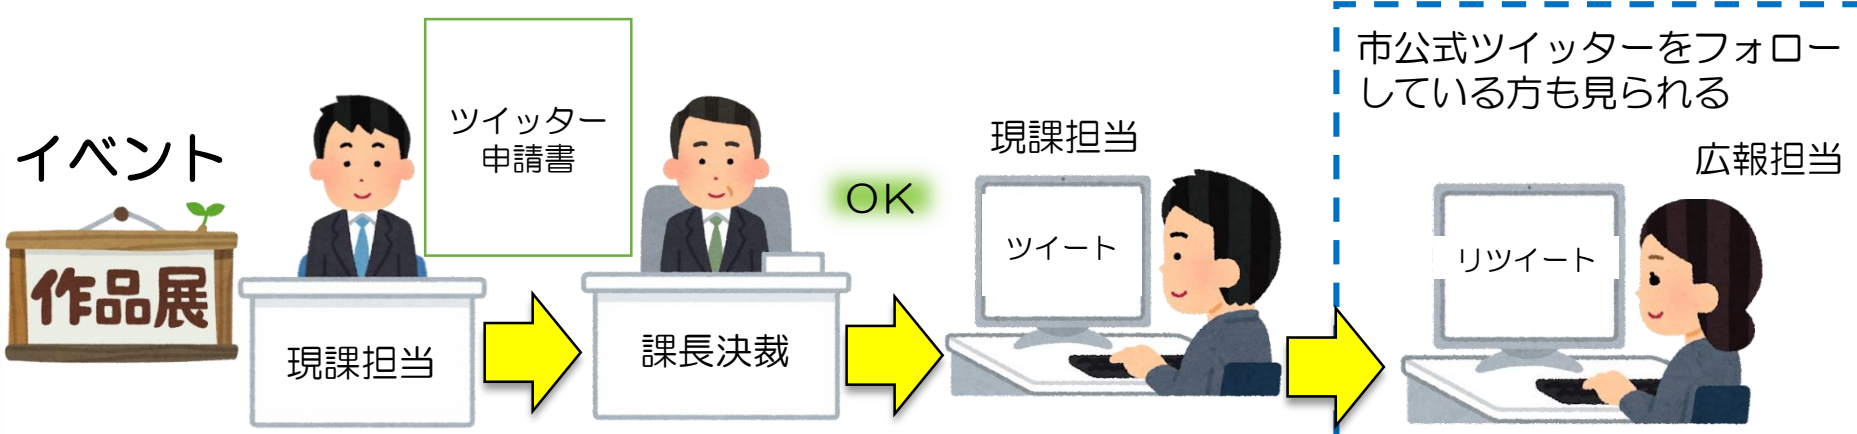 イベント
作品展
現課担当
ツイッター
申請書
課長決裁
OK
現課担当
ツイート
市公式ツイッターをフォロー
している方も見られる
広報担当
リツイート